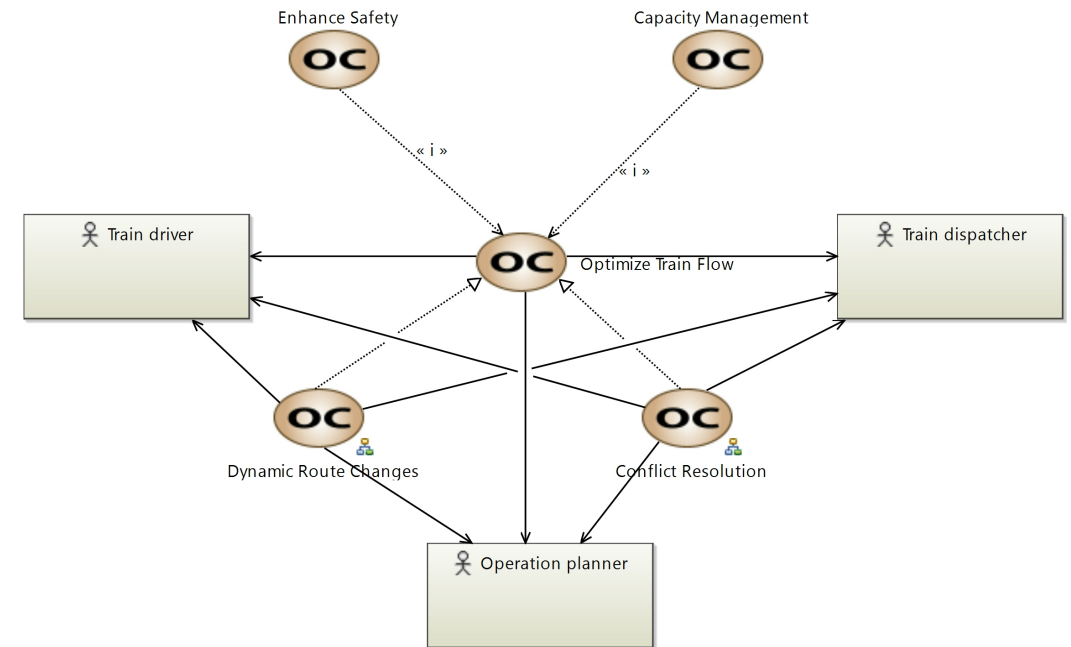 Enhance Safety
Capacity Management
OC
OC
« i »
« i »
Train driver
Train dispatcher
OC
Optimize Train Flow
OC
OC
Dynamic Route Changes
Conflict Resolution
Operation planner